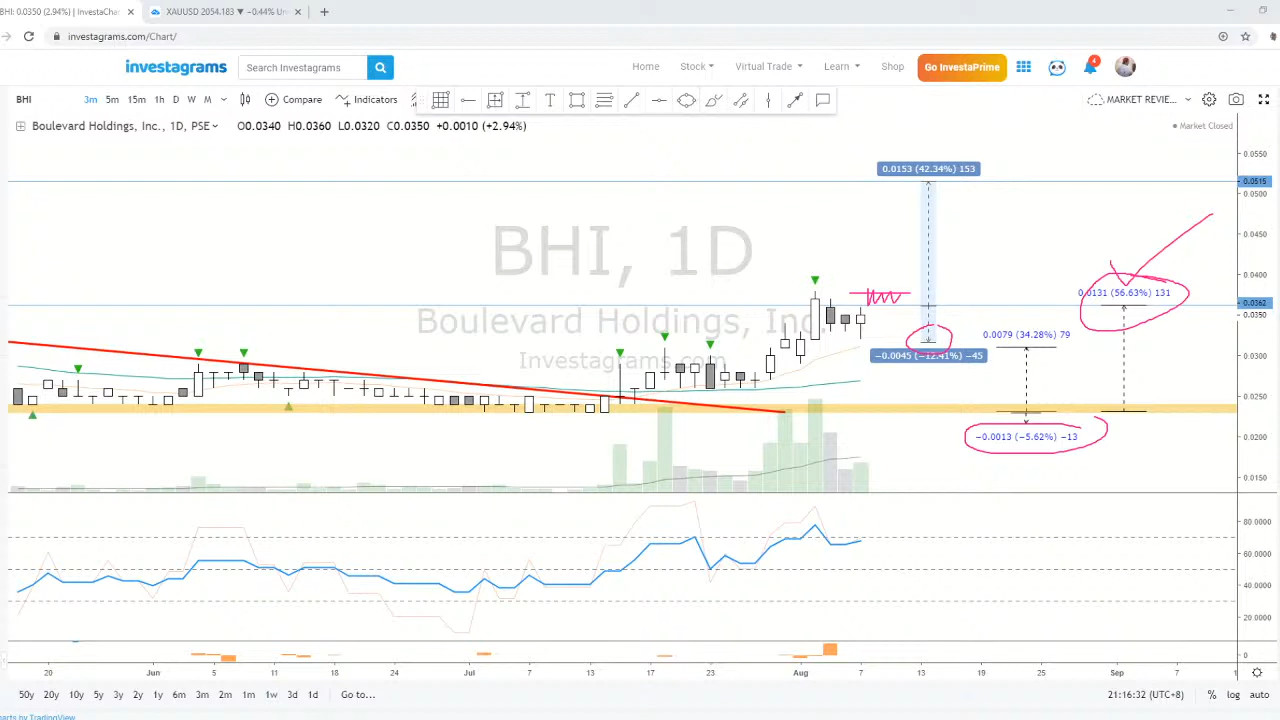 BHI: 0.0350 (2.94%) | InvestaCha
XAUUSD 2054.183 ▼ −0.44% Un
investagrams.com/Chart/
investagrams
Search Investagrams
Home
Stock
Virtual Trade
Learn
Shop
Go InvestaPrime
4
BHI
3m 5m 15m 1h D W M
Compare
Indicators
MARKET REVIE...
Boulevard Holdings, Inc., 1D, PSE
O0.0340 H0.0360 L0.0320 C0.0350 +0.0010 (+2.94%)
Market Closed
0.0550
0.0153 (42.34%) 153
0.0515
0.0500
BHI, 1D
0.0450
0.0400
0.0131 (56.63%) 131
0.0362
Boulevard Holdings, Inc.
0.0350
0.0079 (34.28%) 79
−0.0045 (−12.41%) −45
Investagrams.com
0.0300
0.0250
−0.0013 (−5.62%) −13
0.0200
0.0150
80.0000
60.0000
40.0000
20.0000
0
20 Jun 5 11 18 24 Jul 7 13 17 23 Aug 7 13 19 25 Sep 7 1
50y 20y 10y 5y 3y 2y 1y 6m 3m 2m 1m 1w 3d 1d Go to...
21:16:32 (UTC+8) % log auto
arts by TradingView